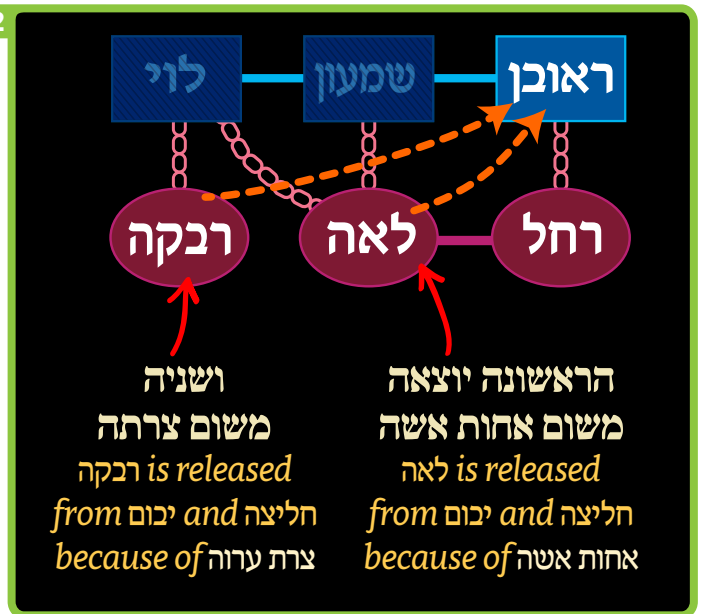 2
לוי שמעון ראובן
רבקה לאה רחל
הראשונה יוצאה
משום אחות אשה
לאה is released
from יבום and חליצה
because of אחות אשה
ושניה
משום צרתה
רבקה is released
from יבום and חליצה
because of צרת ערוה